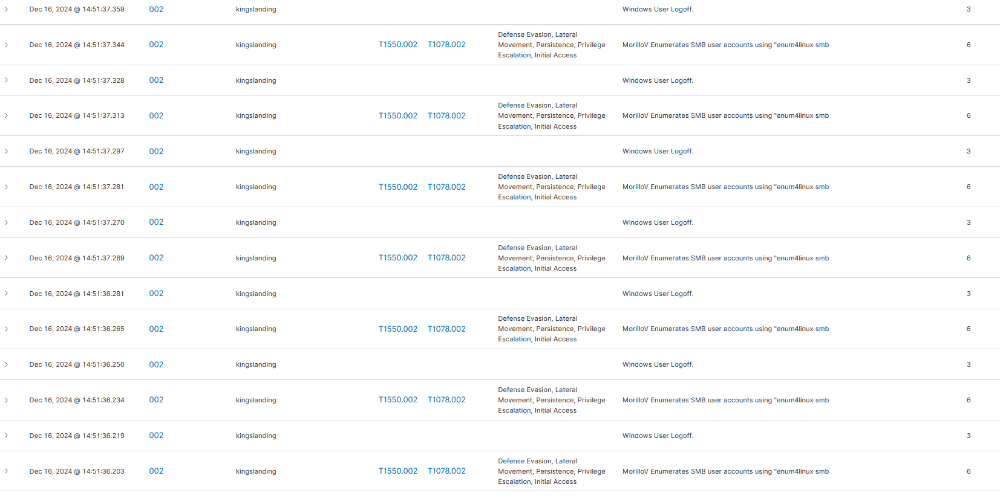 Dec 16, 2024 @ 14:51:37.359 002 kingslanding Windows User Logoff. 3
Dec 16, 2024 @ 14:51:37.344 002 kingslanding T1550.002 T1078.002 Defense Evasion, Lateral
Movement, Persistence, Privilege
Escalation, Initial Access MorilloV Enumerates SMB user accounts using "enum4linux smb 6
Dec 16, 2024 @ 14:51:37.328 002 kingslanding Windows User Logoff. 3
Dec 16, 2024 @ 14:51:37.313 002 kingslanding T1550.002 T1078.002 Defense Evasion, Lateral
Movement, Persistence, Privilege
Escalation, Initial Access MorilloV Enumerates SMB user accounts using "enum4linux smb 6
Dec 16, 2024 @ 14:51:37.297 002 kingslanding Windows User Logoff. 3
Dec 16, 2024 @ 14:51:37.281 002 kingslanding T1550.002 T1078.002 Defense Evasion, Lateral
Movement, Persistence, Privilege
Escalation, Initial Access MorilloV Enumerates SMB user accounts using "enum4linux smb 6
Dec 16, 2024 @ 14:51:37.270 002 kingslanding Windows User Logoff. 3
Dec 16, 2024 @ 14:51:37.269 002 kingslanding T1550.002 T1078.002 Defense Evasion, Lateral
Movement, Persistence, Privilege
Escalation, Initial Access MorilloV Enumerates SMB user accounts using "enum4linux smb 6
Dec 16, 2024 @ 14:51:36.281 002 kingslanding Windows User Logoff. 3
Dec 16, 2024 @ 14:51:36.265 002 kingslanding T1550.002 T1078.002 Defense Evasion, Lateral
Movement, Persistence, Privilege
Escalation, Initial Access MorilloV Enumerates SMB user accounts using "enum4linux smb 6
Dec 16, 2024 @ 14:51:36.250 002 kingslanding Windows User Logoff. 3
Dec 16, 2024 @ 14:51:36.234 002 kingslanding T1550.002 T1078.002 Defense Evasion, Lateral
Movement, Persistence, Privilege
Escalation, Initial Access MorilloV Enumerates SMB user accounts using "enum4linux smb 6
Dec 16, 2024 @ 14:51:36.219 002 kingslanding Windows User Logoff. 3
Dec 16, 2024 @ 14:51:36.203 002 kingslanding T1550.002 T1078.002 Defense Evasion, Lateral
Movement, Persistence, Privilege
Escalation, Initial Access MorilloV Enumerates SMB user accounts using "enum4linux smb 6